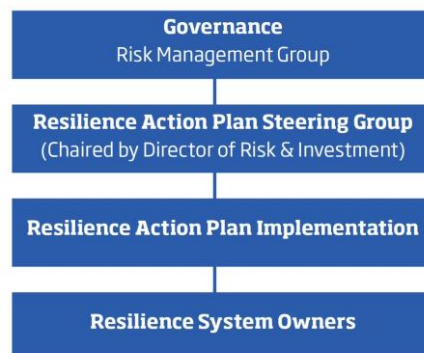 Governance
Risk Management Group
Resilience Action Plan Steering Group
(Chaired by Director of Risk & Investment)
Resilience Action Plan Implementation
Resilience System Owners